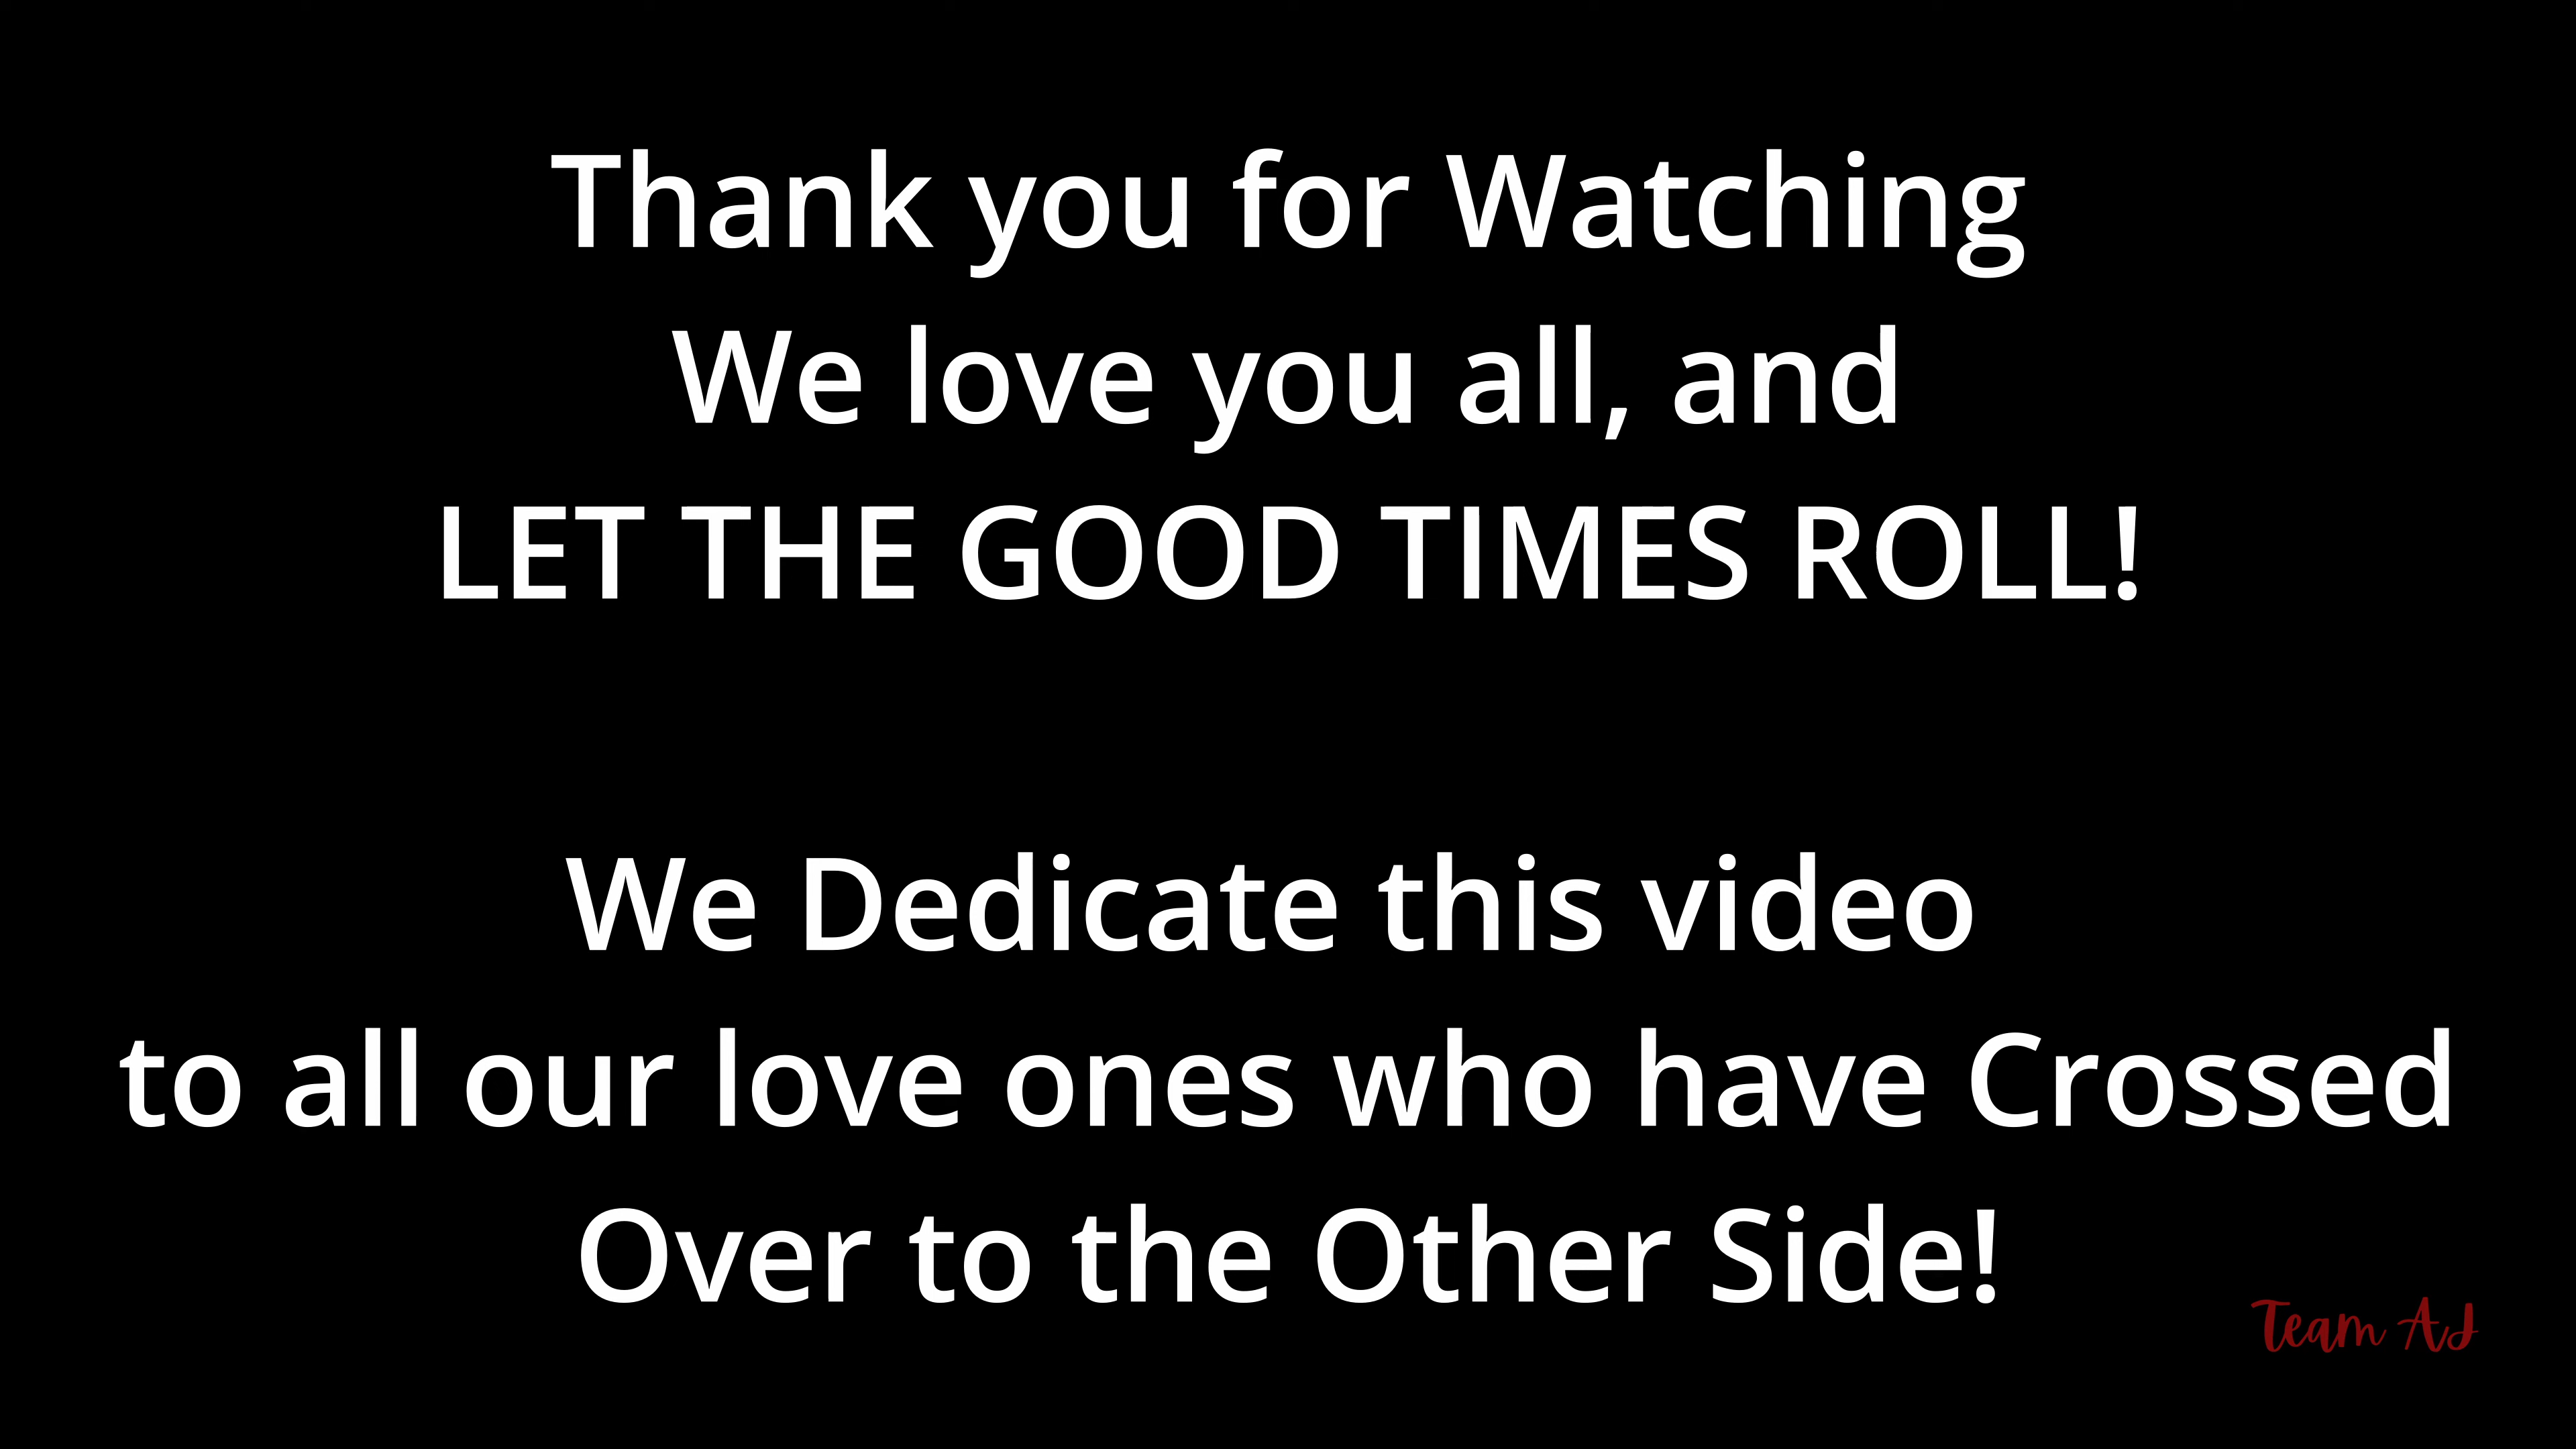 Thank you for Watching
We love you all, and
LET THE GOOD TIMES ROLL!
We Dedicate this video
to all our love ones who have Crossed
Over to the Other Side!
Team AJ